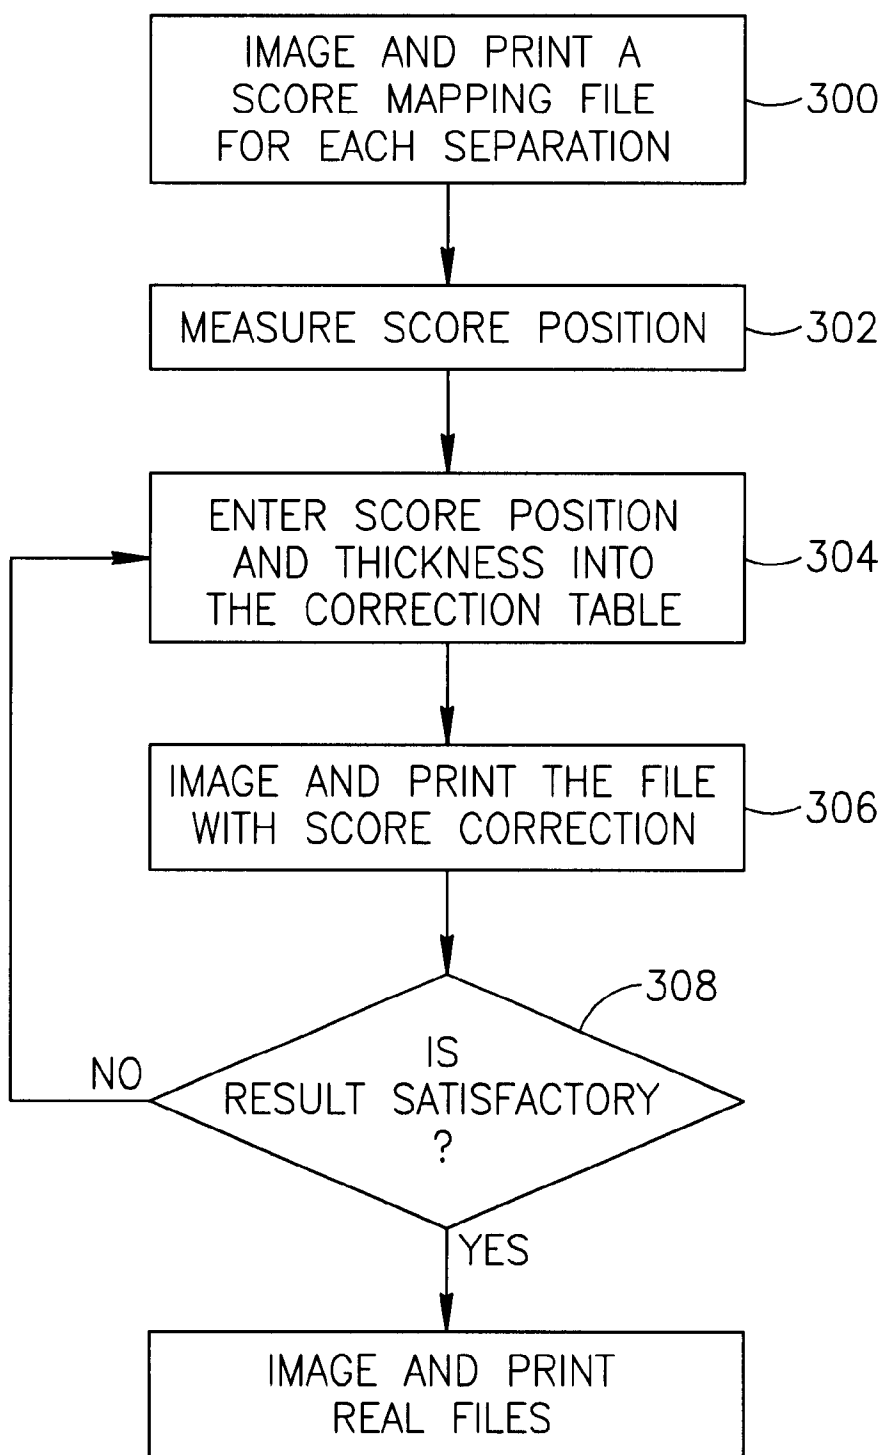 IMAGE AND PRINT A
SCORE MAPPING FILE
FOR EACH SEPARATION
300
MEASURE SCORE POSITION
302
ENTER SCORE POSITION
AND THICKNESS INTO
THE CORRECTION TABLE
304
IMAGE AND PRINT THE FILE
WITH SCORE CORRECTION
306
308
IS
RESULT SATISFACTORY
?
NO
YES
IMAGE AND PRINT
REAL FILES